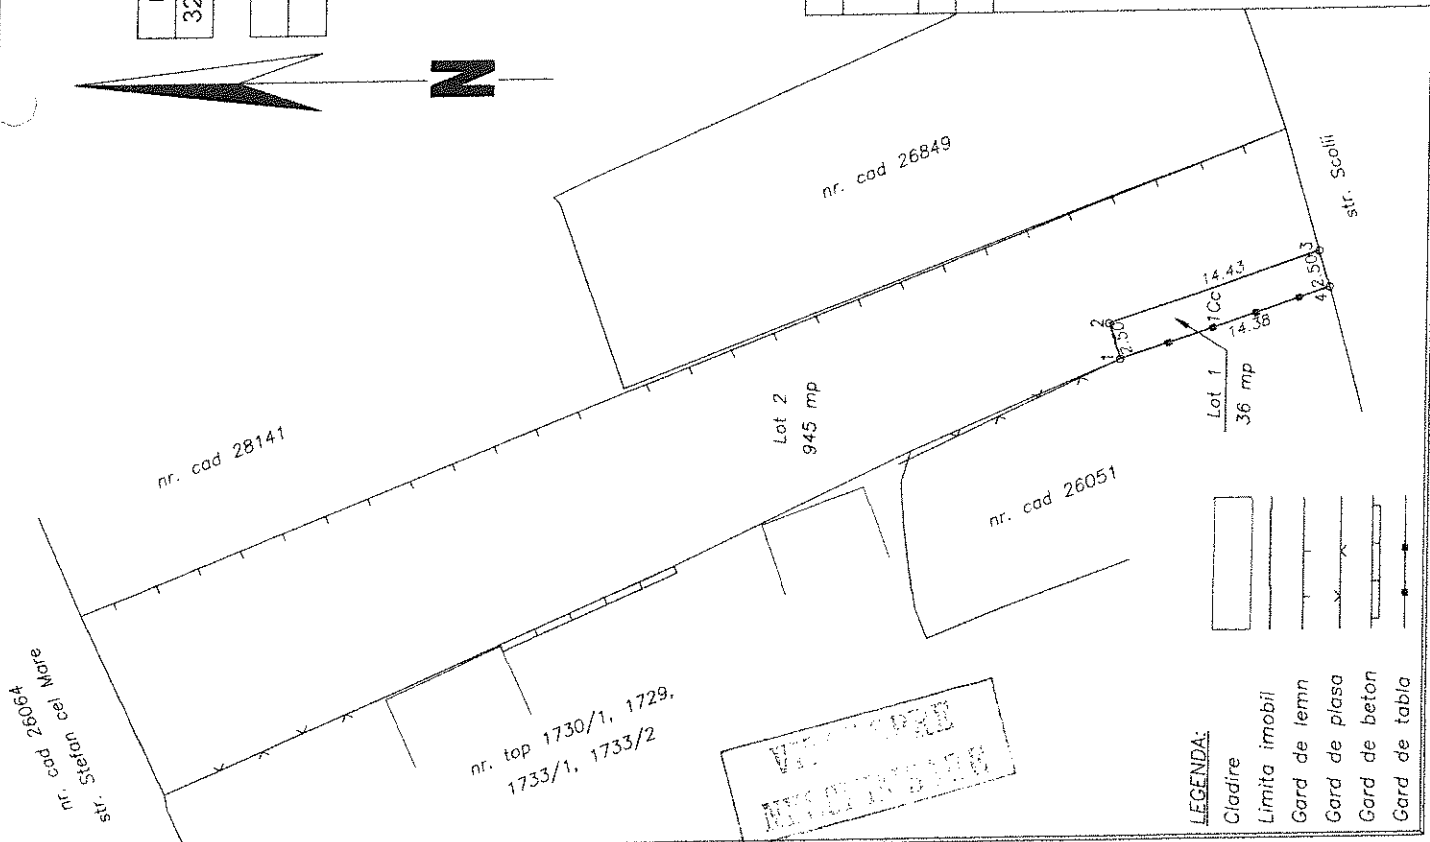 32
N
nr. cad 26064
str. Stefan cel Mare
nr. cad 28141
nr. cad 26849
Lot 2
945 mp
nr. cad 26051
nr. top 1730/1, 1729,
1733/1, 1733/2
1
2
2.50
14.43
1Cc
14.38
4
2.50
3
str. Scolii
Lot 1
36 mp
LEGENDA:
Cladire
Limita imobil
Gard de lemn
Gard de plasa
Gard de beton
Gard de tabla